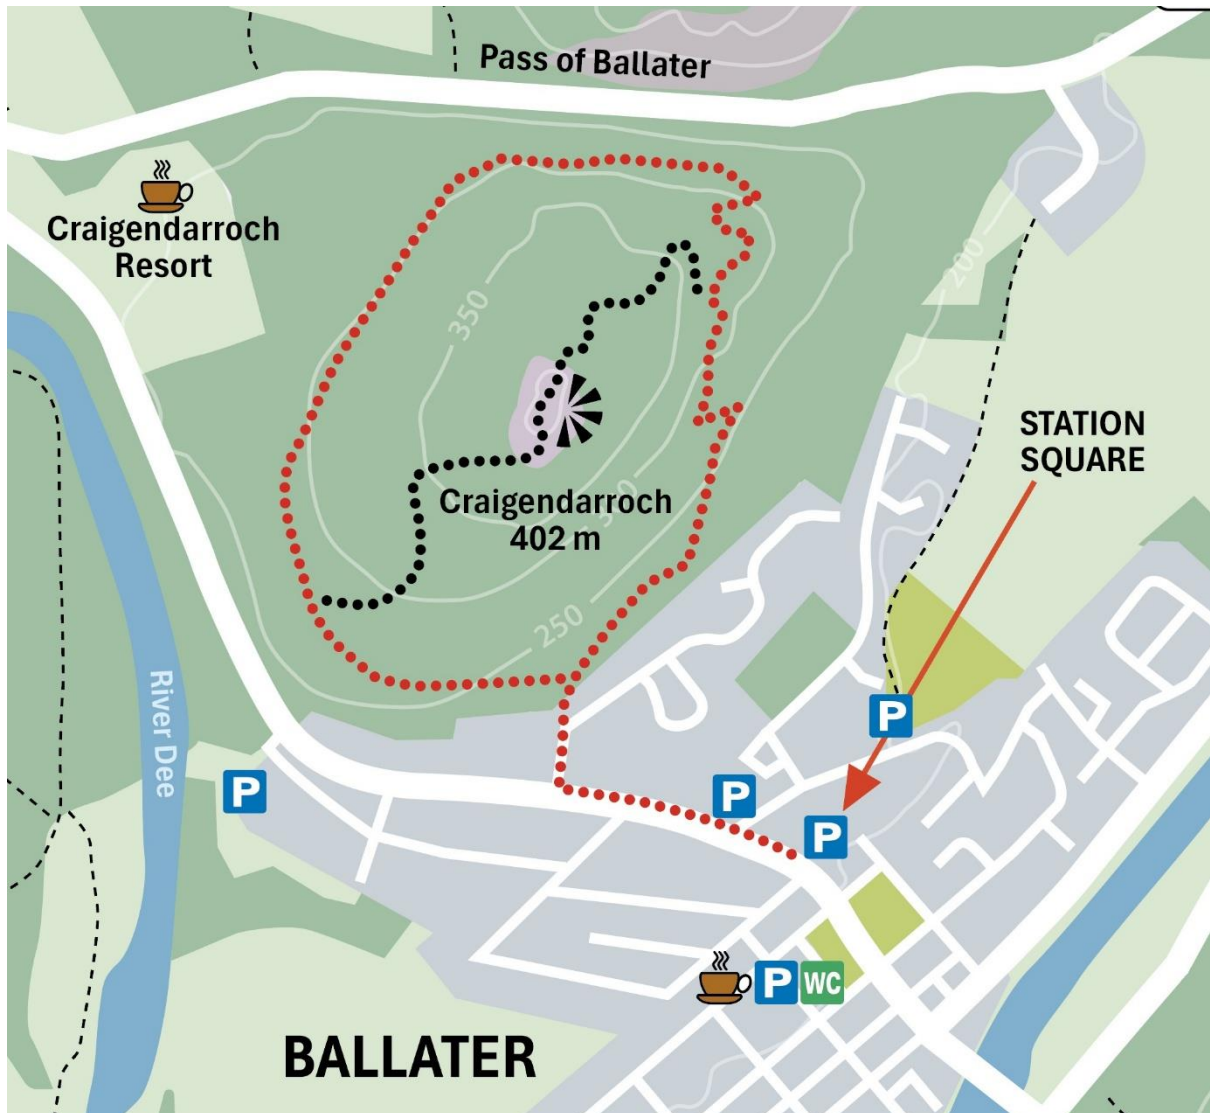 Pass of Ballater
Craigendarroch
Resort
200
350
STATION
SQUARE
Craigendarroch
402 m
250
River Dee
P
P
P
P
P
WC
BALLATER